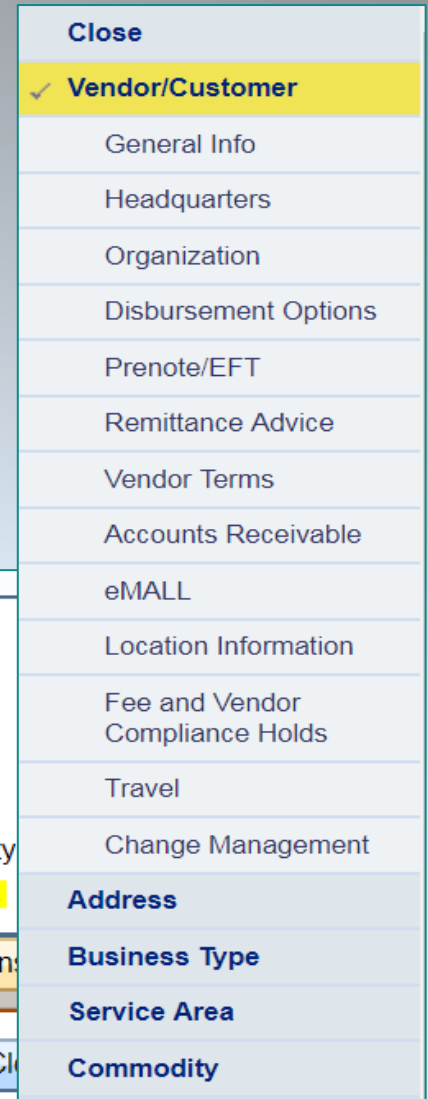 Close
Vendor/Customer
General Info
Headquarters
Organization
Disbursement Options
Prenote/EFT
Remittance Advice
Vendor Terms
Accounts Receivable
eMALL
Location Information
Fee and Vendor
Compliance Holds
Travel
Change Management
Address
Business Type
Service Area
Commodity